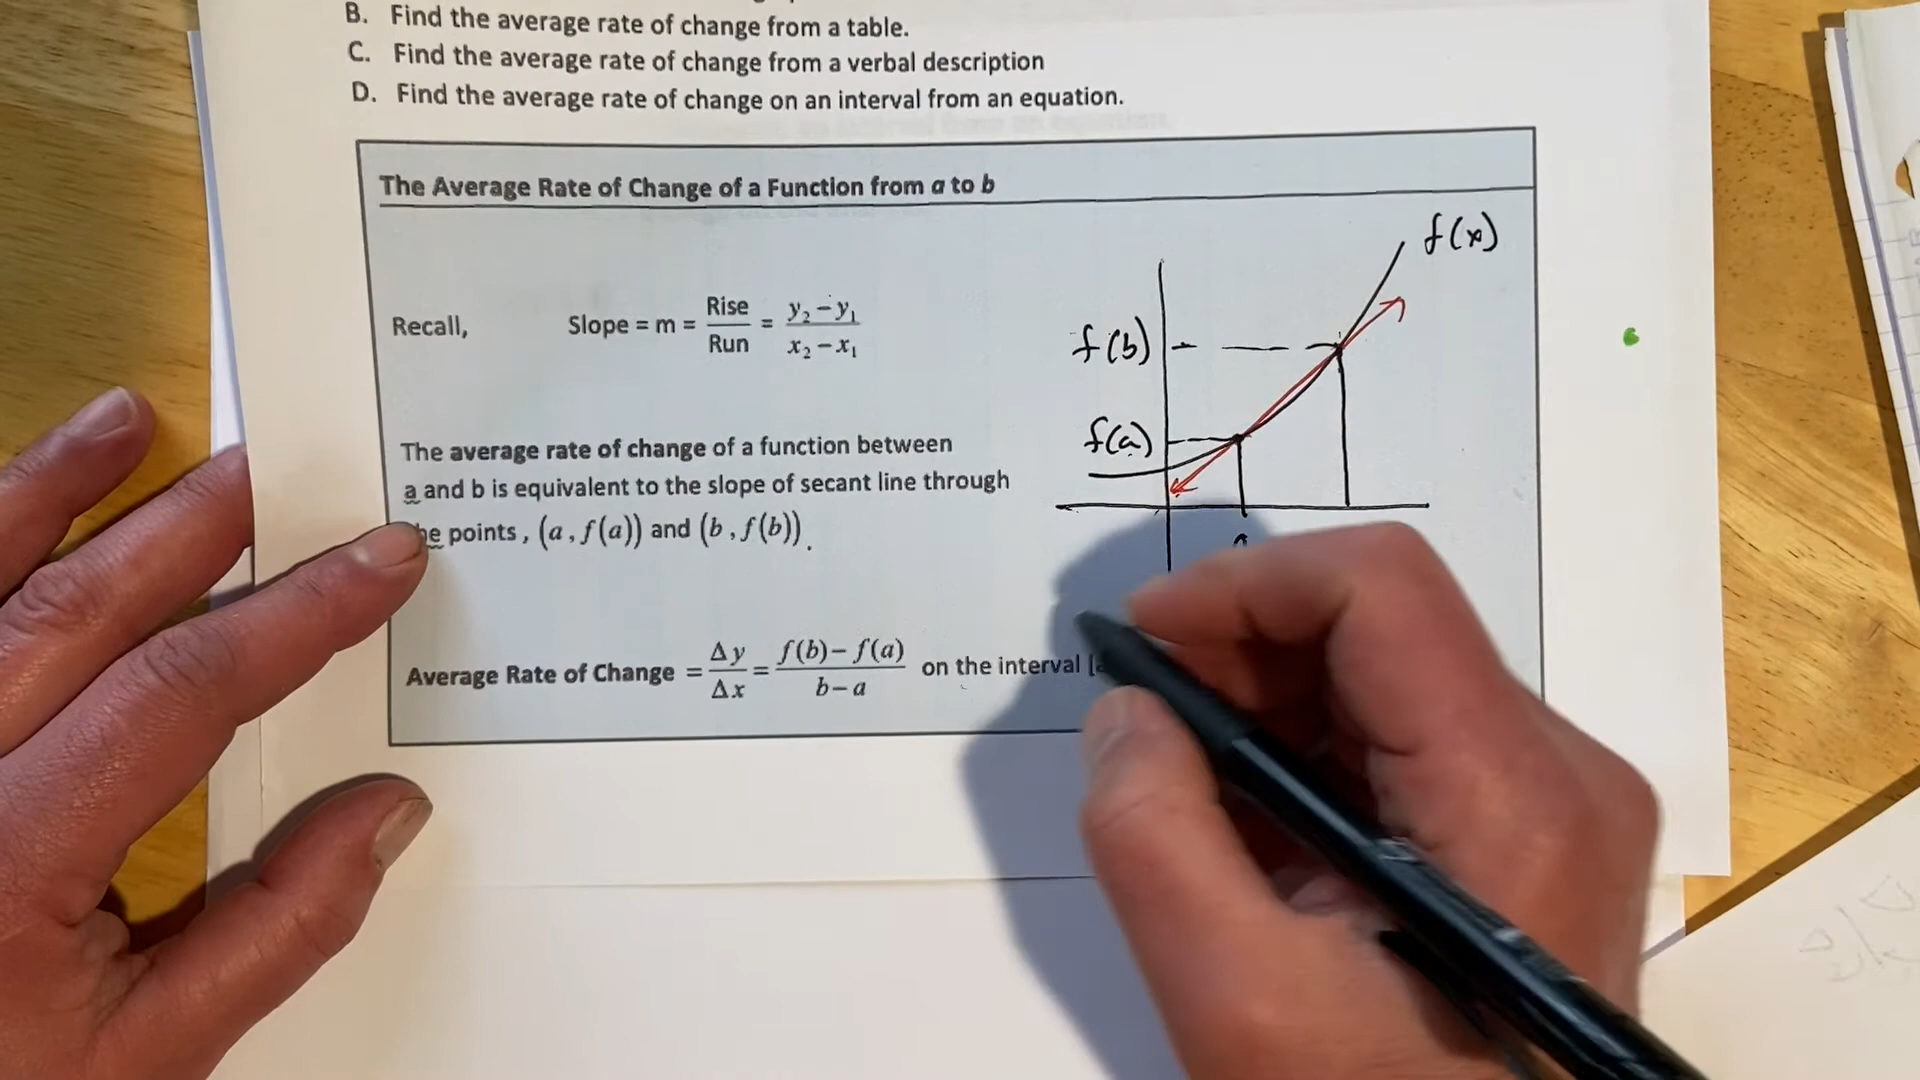 B. Find the average rate of change from a table.
C. Find the average rate of change from a verbal description
D. Find the average rate of change on an interval from an equation.
The Average Rate of Change of a Function from a to b
f(x)
Recall, Slope = m = Rise/Run = y₂ − y₁/x₂ − x₁
f(b)
f(a)
The average rate of change of a function between
a and b is equivalent to the slope of secant line through
points, (a, f(a)) and (b, f(b)).
a
Average Rate of Change = Δy/Δx = f(b) − f(a)/b − a on the interval